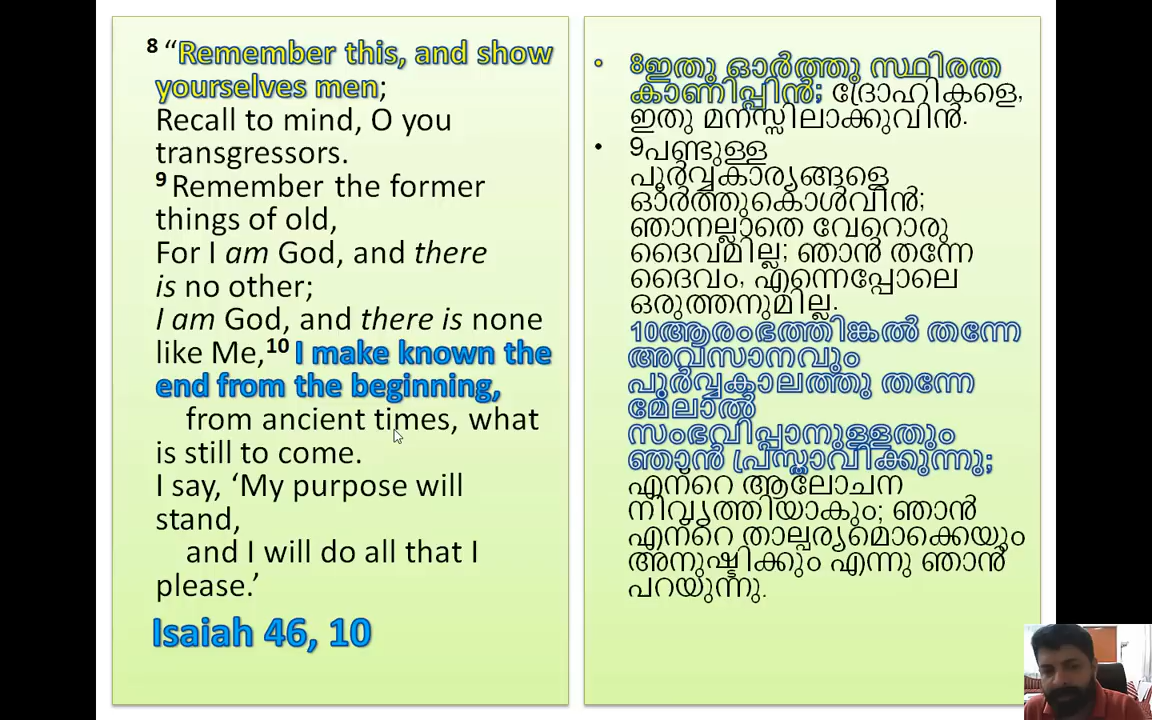 8 “Remember this, and show
yourselves men;
Recall to mind, O you
transgressors.
9 Remember the former
things of old,
For I am God, and there
is no other;
I am God, and there is none
like Me,10 I make known the
end from the beginning,
from ancient times, what
is still to come.
I say, ‘My purpose will
stand,
and I will do all that I
please.’
Isaiah 46, 10
• 8ഇതു ഓർത്തു സ്ഥിരത
കാണിപ്പിൻ; ദ്രോഹികളെ,
ഇതു മനസ്സിലാക്കുവിൻ.
• 9പണ്ടുള്ള
പൂർവ്വകാര്യങ്ങളെ
ഓർത്തുകൊൾവിൻ;
ഞാനല്ലാതെ വേറൊരു
ദൈവമില്ല; ഞാൻ തന്നേ
ദൈവം, എന്നെപ്പോലെ
ഒരുത്തനുമില്ല.
10ആരംഭത്തിങ്കൽ തന്നേ
അവസാനവും
പൂർവ്വകാലത്തു തന്നേ
മേലാൽ
സംഭവിപ്പാനുള്ളതും
ഞാൻ പ്രസ്താവിക്കുന്നു;
എന്റെ ആലോചന
നിവൃത്തിയാകും; ഞാൻ
എന്റെ താല്പര്യമൊക്കെയും
അനുഷ്ടിക്കും എന്നു ഞാൻ
പറയുന്നു.